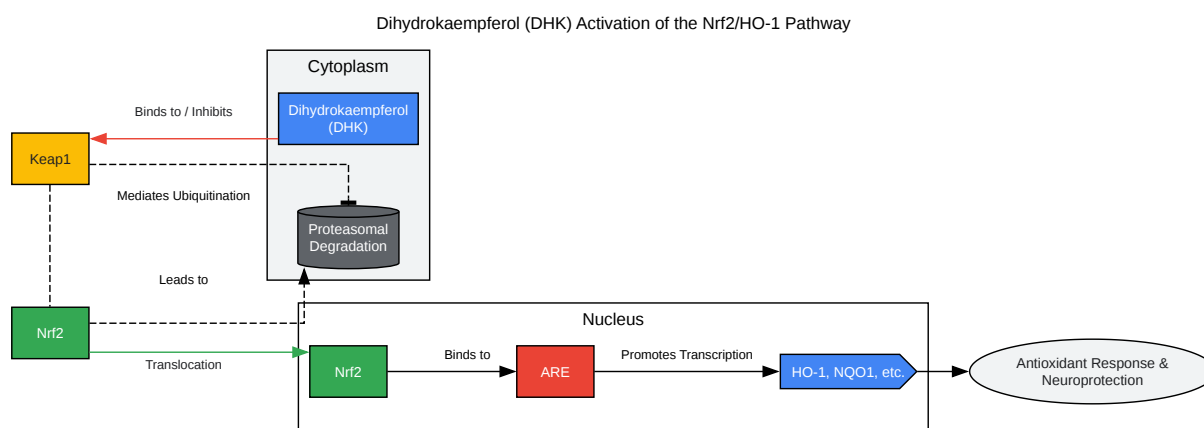 Dihydrokaempferol (DHK) Activation of the Nrf2/HO-1 Pathway
Cytoplasm
Dihydrokaempferol
(DHK)
Binds to / Inhibits
Keap1
Mediates Ubiquitination
Proteasomal
Degradation
Leads to
Nrf2
Translocation
Nucleus
Nrf2
Binds to
ARE
Promotes Transcription
HO-1, NQO1, etc.
Antioxidant Response &
Neuroprotection